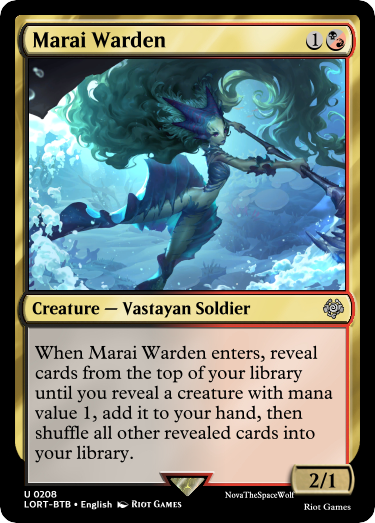 Marai Warden 1
Creature — Vastayan Soldier
When Marai Warden enters, reveal
cards from the top of your library
until you reveal a creature with mana
value 1, add it to your hand, then
shuffle all other revealed cards into
your library.
2/1
U 0208
NovaTheSpaceWolf
LORT-BTB • English Riot Games
Riot Games